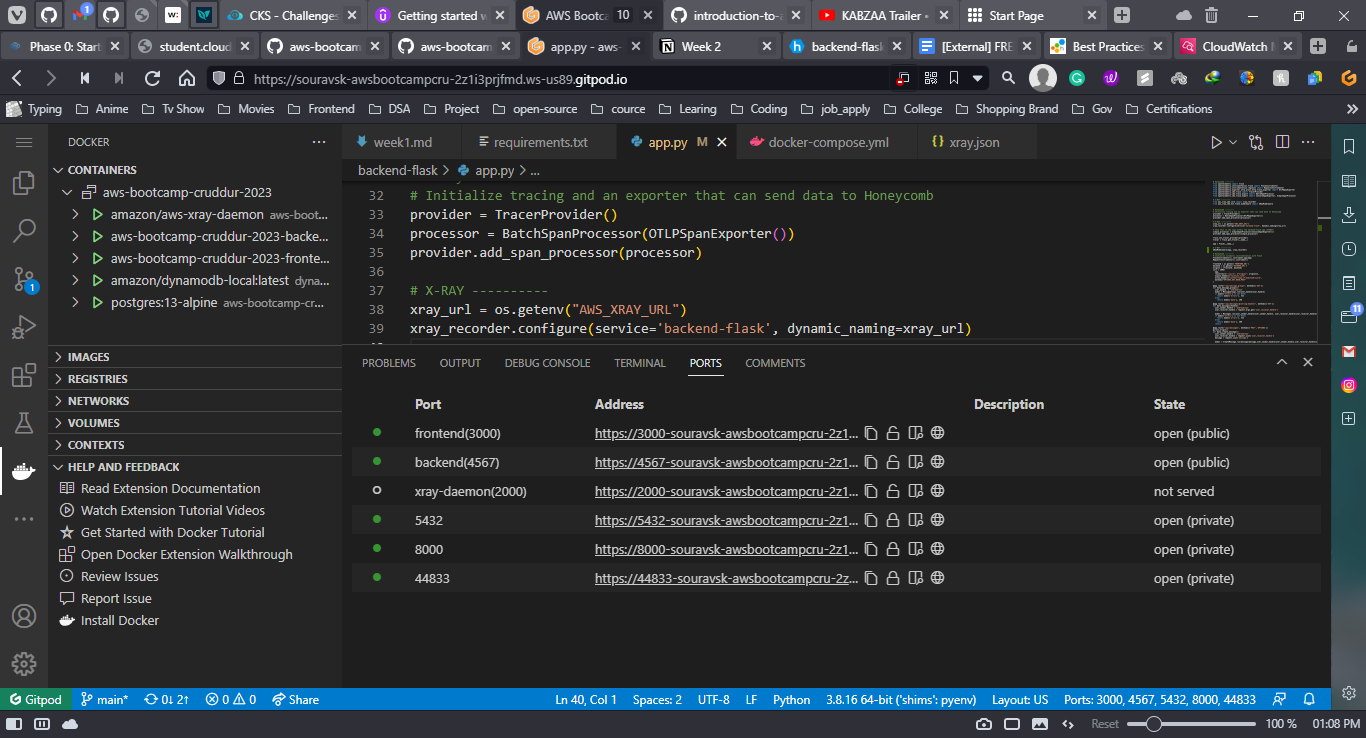 CKS - Challenges
Getting started w
AWS Bootca
10
introduction-to-a
KABZAA Trailer -
Start Page
Phase 0: Start
student.cloud
aws-bootcam
aws-bootcam
app.py - aws-
Week 2
backend-flask
[External] FRE
Best Practices
CloudWatch M
https://souravsk-awsbootcampcru-2z1i3prjfmd.ws-us89.gitpod.io
Typing
Anime
Tv Show
Movies
Frontend
DSA
Project
open-source
cource
Learing
Coding
job_apply
College
Shopping Brand
Gov
Certifications
DOCKER
CONTAINERS
aws-bootcamp-cruddur-2023
amazon/aws-xray-daemon aws-boot...
aws-bootcamp-cruddur-2023-backe...
aws-bootcamp-cruddur-2023-fronte...
amazon/dynamodb-local:latest dyna...
postgres:13-alpine aws-bootcamp-cr...
IMAGES
REGISTRIES
NETWORKS
VOLUMES
CONTEXTS
HELP AND FEEDBACK
Read Extension Documentation
Watch Extension Tutorial Videos
Get Started with Docker Tutorial
Open Docker Extension Walkthrough
Review Issues
Report Issue
Install Docker
week1.md
requirements.txt
app.py M
docker-compose.yml
xray.json
backend-flask > app.py > ...
32 # Initialize tracing and an exporter that can send data to Honeycomb
33 provider = TracerProvider()
34 processor = BatchSpanProcessor(OTLPSpanExporter())
35 provider.add_span_processor(processor)
36
37 # X-RAY ----------
38 xray_url = os.getenv("AWS_XRAY_URL")
39 xray_recorder.configure(service='backend-flask', dynamic_naming=xray_url)
PROBLEMS
OUTPUT
DEBUG CONSOLE
TERMINAL
PORTS
COMMENTS
Port Address Description State
frontend(3000) https://3000-souravsk-awsbootcampcru-2z1... open (public)
backend(4567) https://4567-souravsk-awsbootcampcru-2z1... open (public)
xray-daemon(2000) https://2000-souravsk-awsbootcampcru-2z1... not served
5432 https://5432-souravsk-awsbootcampcru-2z1... open (private)
8000 https://8000-souravsk-awsbootcampcru-2z1... open (private)
44833 https://44833-souravsk-awsbootcampcru-2z... open (private)
11
1
Gitpod
main*
0↓ 2↑
0
0
Share
Ln 40, Col 1
Spaces: 2
UTF-8
LF
Python
3.8.16 64-bit ('shims': pyenv)
Layout: US
Ports: 3000, 4567, 5432, 8000, 44833
Reset
100 %
01:08 PM